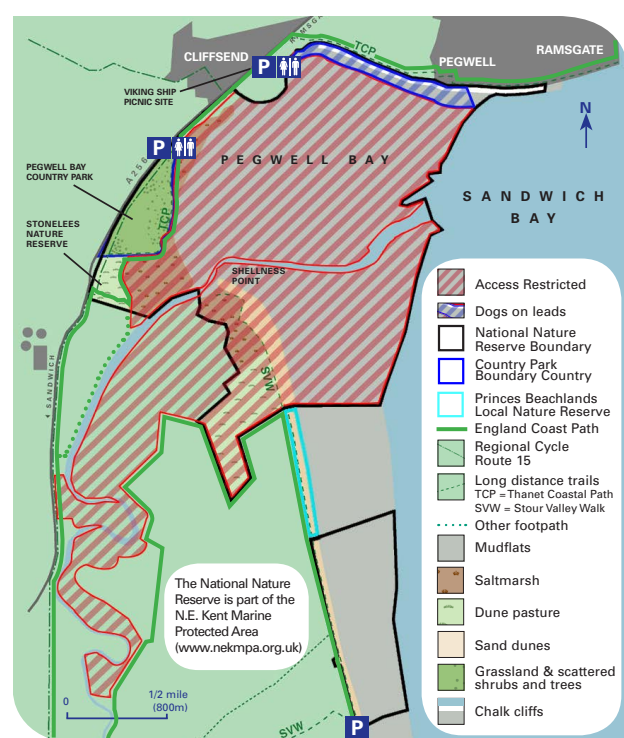 RAMSGATE
TCP
CLIFFSEND
P
PEGWELL
RAMSGATE
VIKING SHIP
PICNIC SITE
N
P
PEGWELL BAY
A256
PEGWELL BAY
COUNTRY PARK
SANDWICH
BAY
TCP
STONELEES
NATURE
RESERVE
SHELLNESS
POINT
SVW
SANDWICH
Access Restricted
Dogs on leads
National Nature
Reserve Boundary
Country Park
Boundary Country
Princes Beachlands
Local Nature Reserve
England Coast Path
Regional Cycle
Route 15
Long distance trails
TCP = Thanet Coastal Path
SVW = Stour Valley Walk
Other footpath
Mudflats
Saltmarsh
Dune pasture
Sand dunes
Grassland & scattered
shrubs and trees
Chalk cliffs
The National Nature
Reserve is part of the
N.E. Kent Marine
Protected Area
(www.nekmpa.org.uk)
0
1/2 mile
(800m)
SVW
P